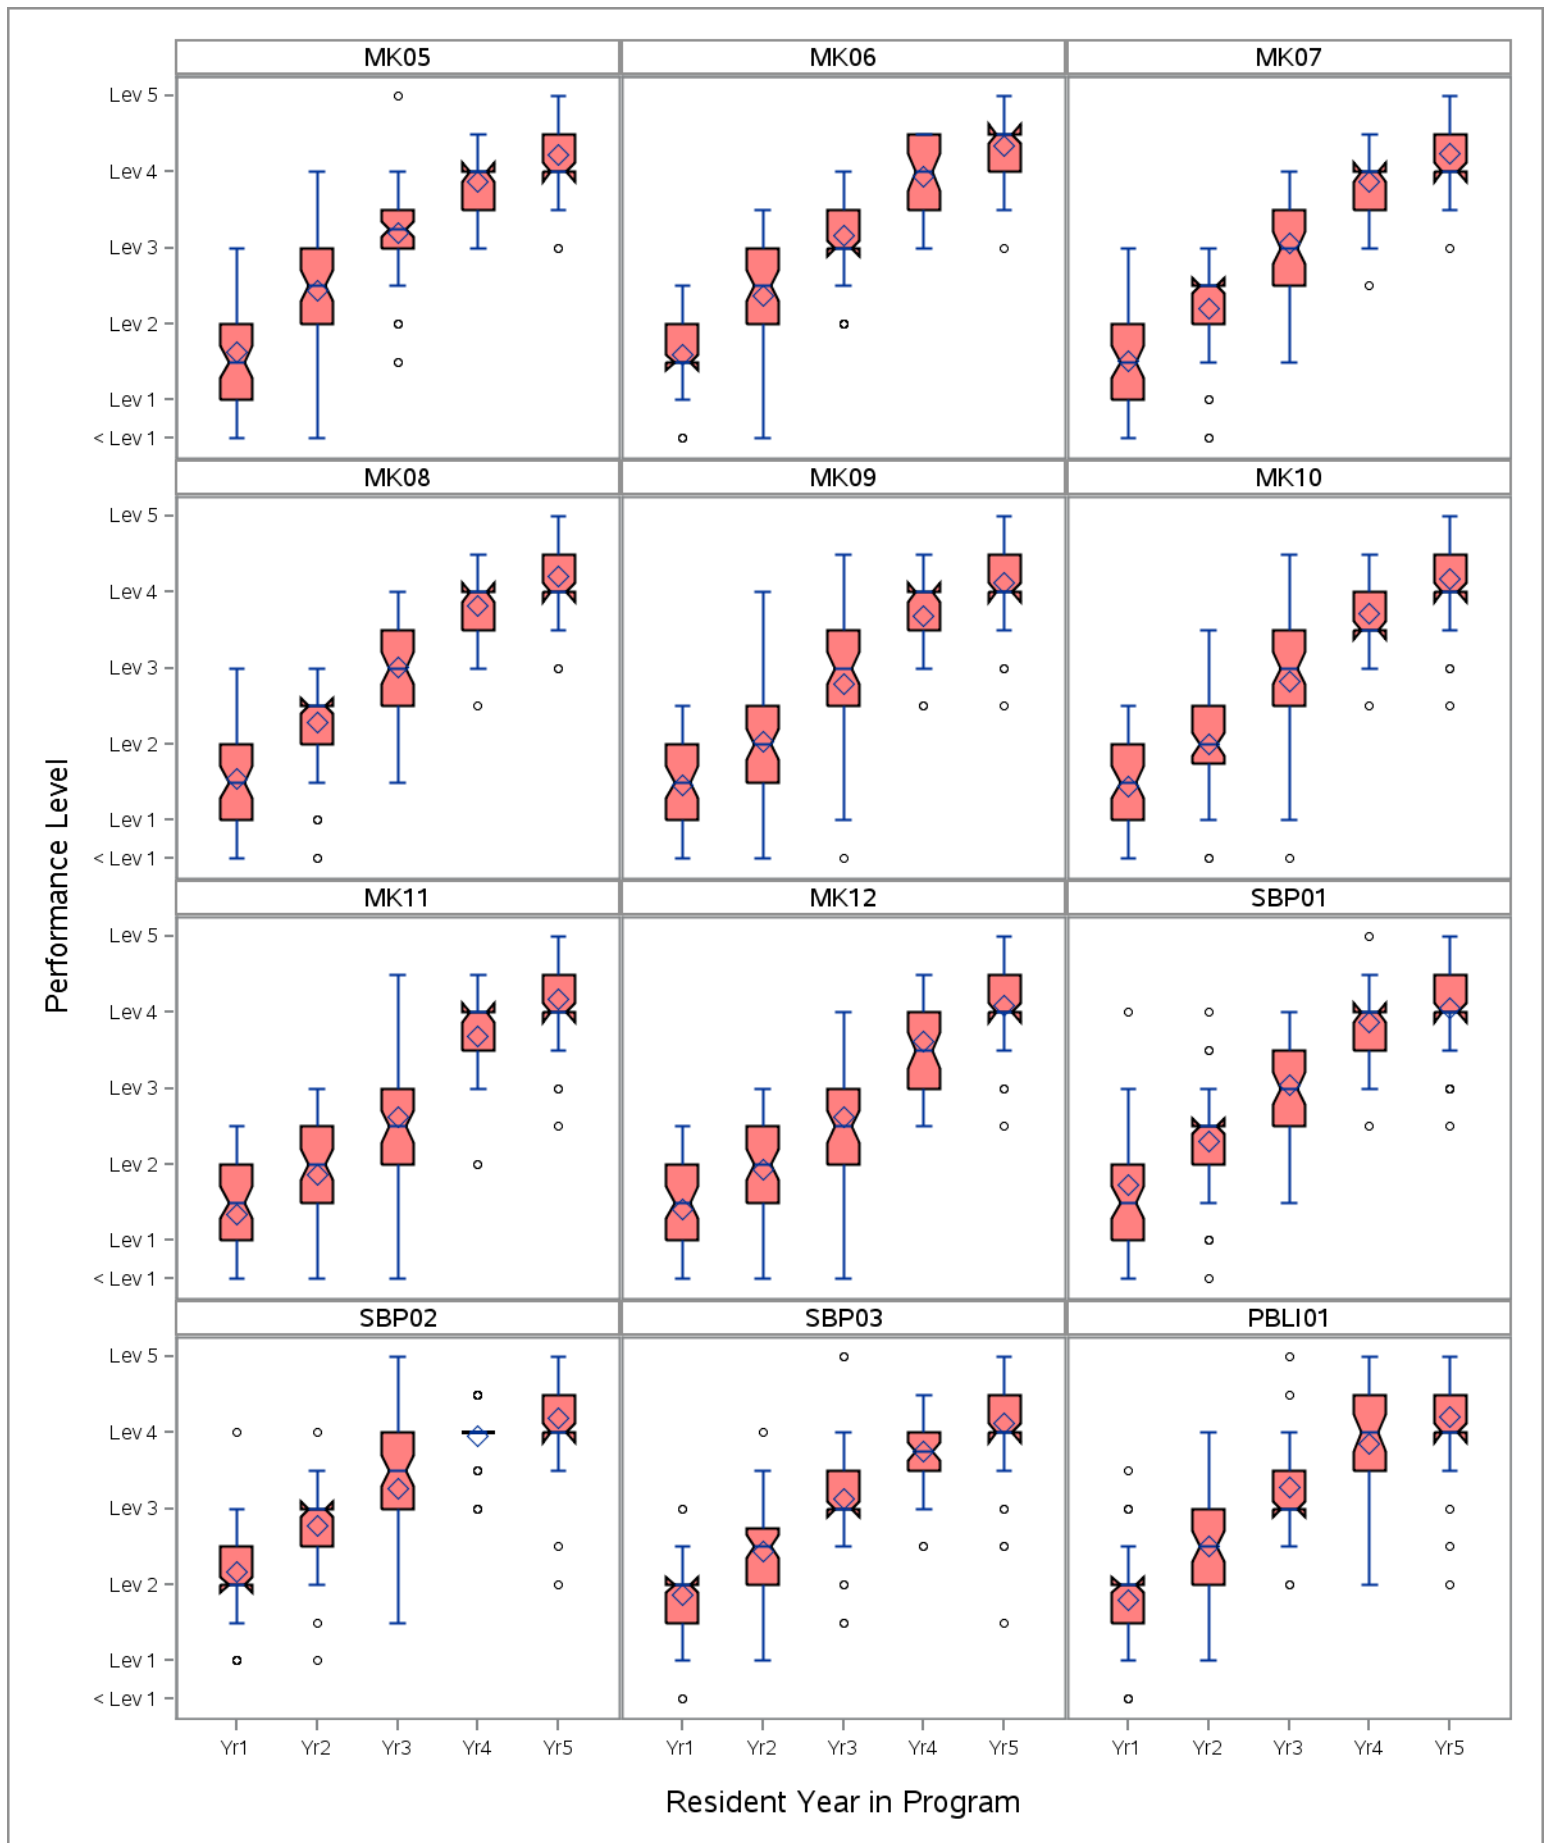 MK05 MK06 MK07
Lev 5
Lev 4
Lev 3
Lev 2
Lev 1
< Lev 1
MK08 MK09 MK10
Lev 5
Lev 4
Lev 3
Lev 2
Lev 1
< Lev 1
MK11 MK12 SBP01
Lev 5
Lev 4
Lev 3
Lev 2
Lev 1
< Lev 1
SBP02 SBP03 PBLI01
Lev 5
Lev 4
Lev 3
Lev 2
Lev 1
< Lev 1
Performance Level
Yr1 Yr2 Yr3 Yr4 Yr5 Yr1 Yr2 Yr3 Yr4 Yr5 Yr1 Yr2 Yr3 Yr4 Yr5
Resident Year in Program